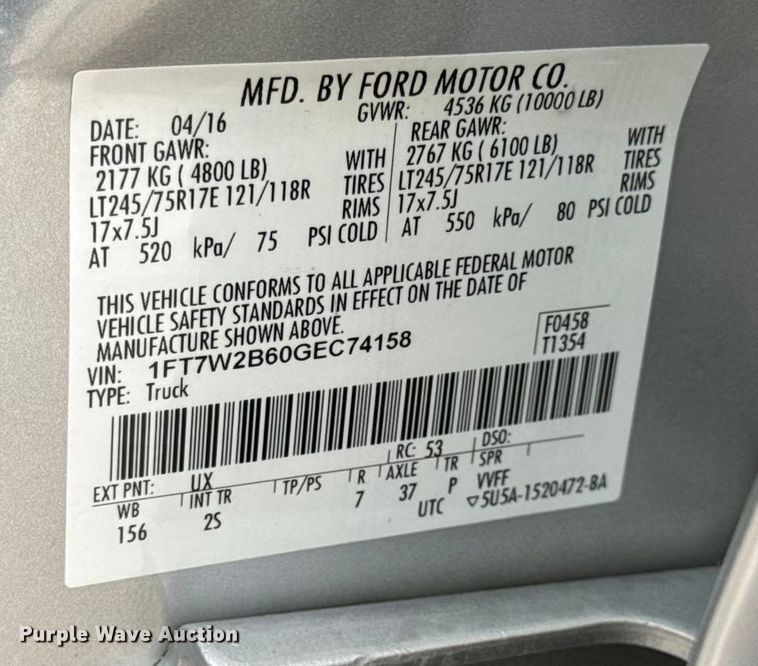 MFD. BY FORD MOTOR CO.
DATE: 04/16
GVWR: 4536 KG (10000 LB)
FRONT GAWR:
2177 KG ( 4800 LB) WITH
LT245/75R17E 121/118R TIRES
17x7.5J RIMS
AT 520 kPa/ 75 PSI COLD
REAR GAWR:
2767 KG ( 6100 LB) WITH
LT245/75R17E 121/118R TIRES
17x7.5J RIMS
AT 550 kPa/ 80 PSI COLD
THIS VEHICLE CONFORMS TO ALL APPLICABLE FEDERAL MOTOR
VEHICLE SAFETY STANDARDS IN EFFECT ON THE DATE OF
MANUFACTURE SHOWN ABOVE.
VIN: 1FT7W2B60GEC74158
TYPE: Truck
F0458
T1354
EXT PNT: UX RC: 53 DSO:
WB INT TR TP/PS R AXLE TR SPR
156 2S 7 37 P VVFF
UTC ▽5U5A-1520472-BA
Purple Wave Auction